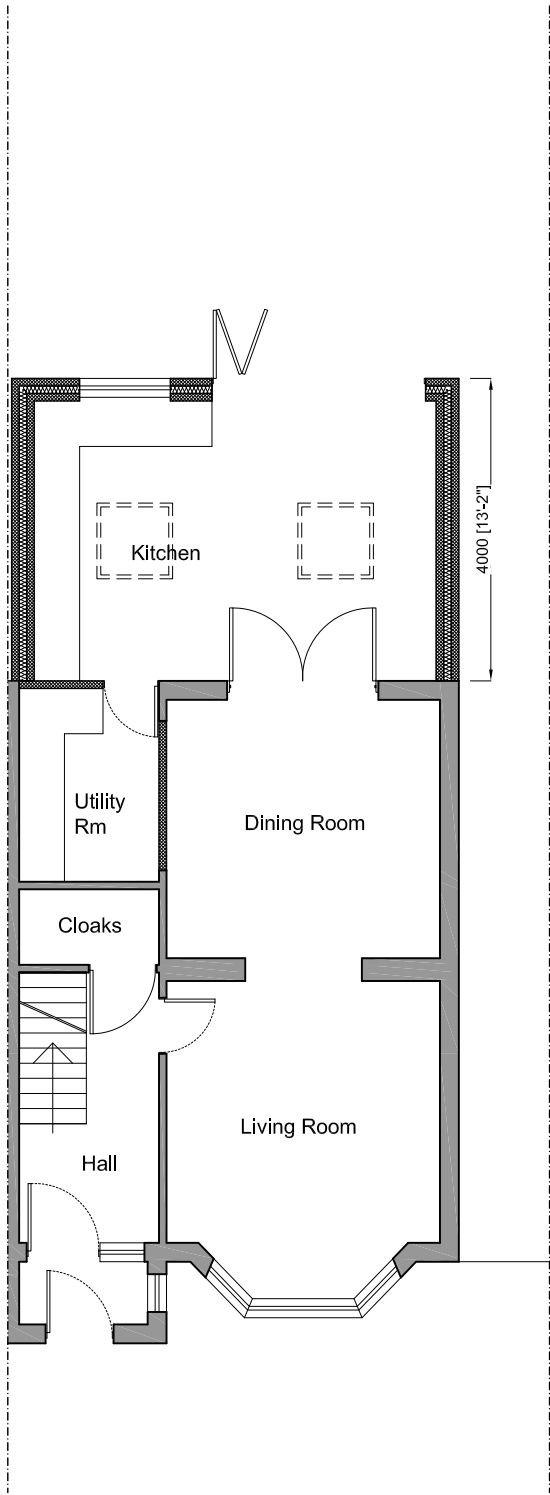 Kitchen
4000 [13'-2"]
Utility
Rm
Dining Room
Cloaks
Living Room
Hall